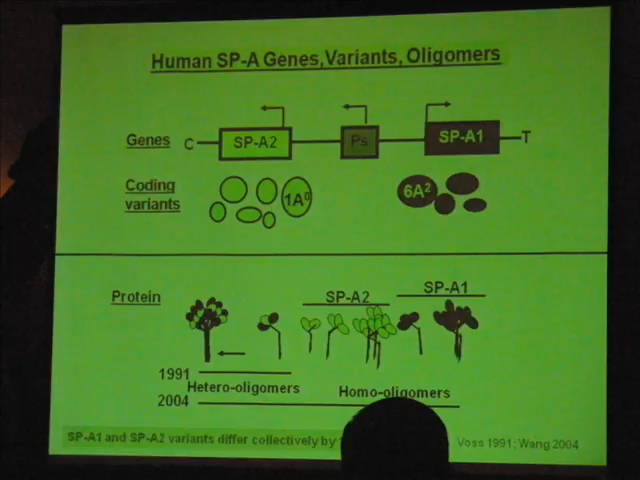 Human SP-A Genes, Variants, Oligomers
Genes C SP-A2 Ps SP-A1 T
Coding variants 1A⁰ 6A²
Protein SP-A2 SP-A1
1991
Hetero-oligomers Homo-oligomers
2004
SP-A1 and SP-A2 variants differ collectively by
Voss 1991; Wang 2004